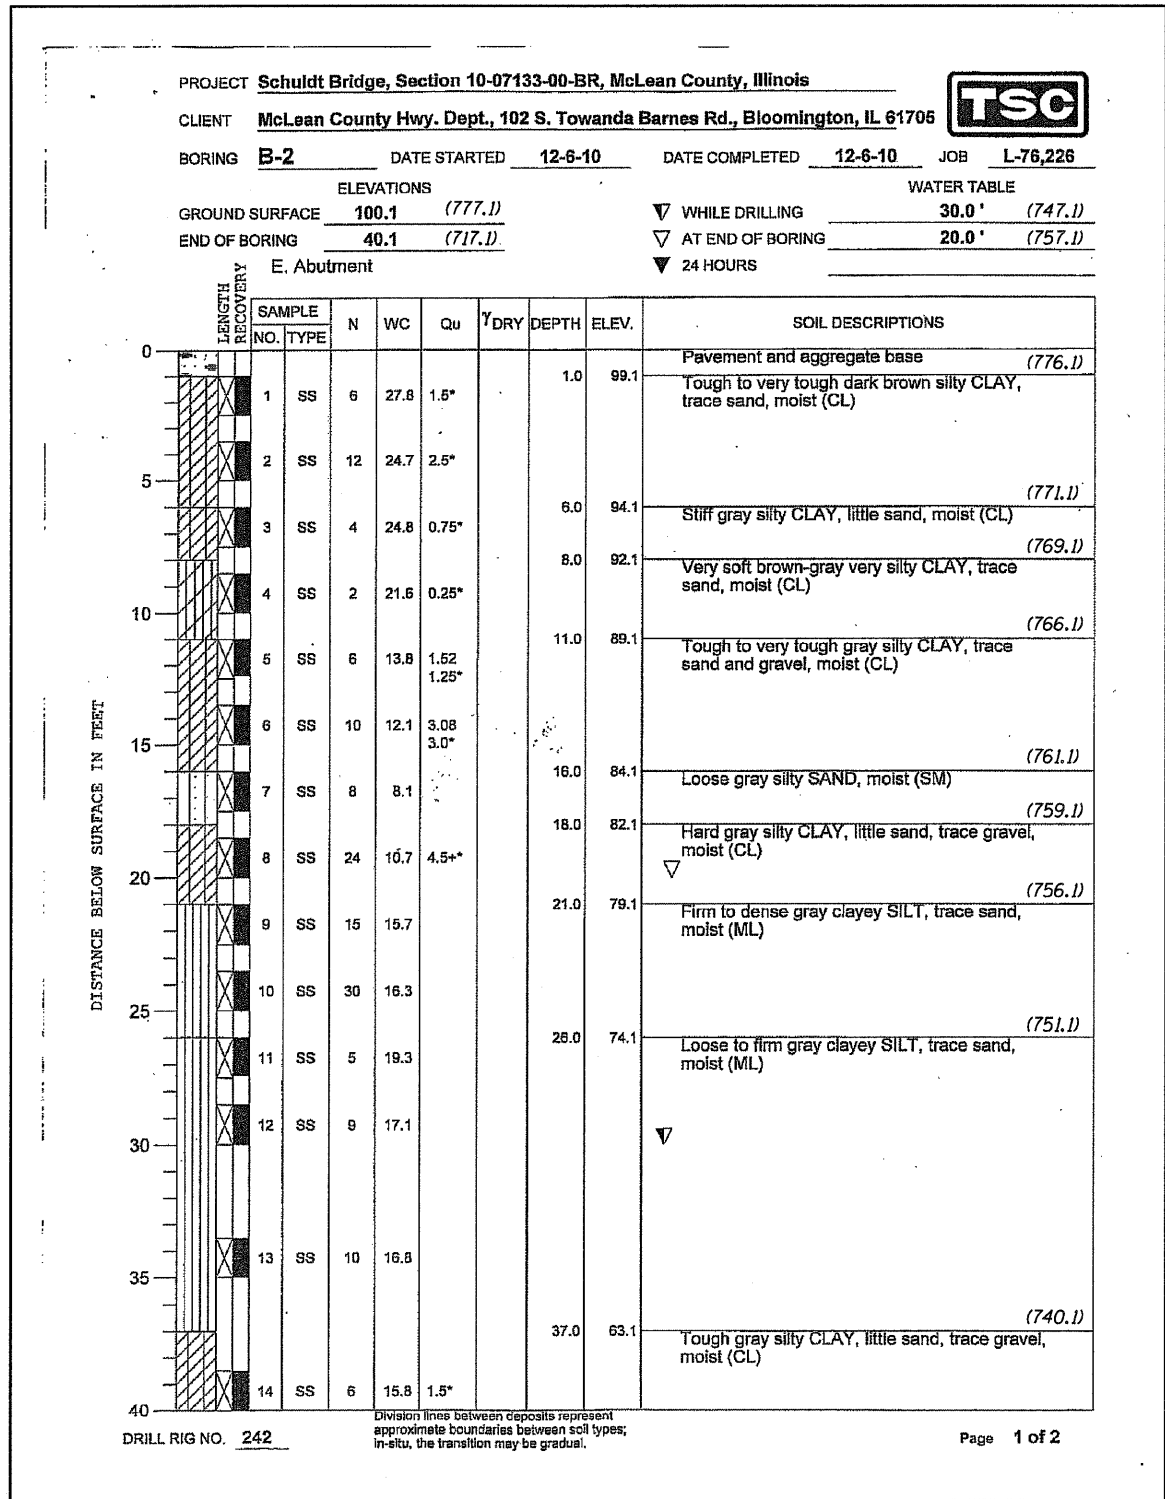 PROJECT Schuldt Bridge, Section 10-07133-00-BR, McLean County, Illinois
TSC
CLIENT McLean County Hwy. Dept., 102 S. Towanda Barnes Rd., Bloomington, IL 61705
BORING B-2 DATE STARTED 12-6-10 DATE COMPLETED 12-6-10 JOB L-76,226
ELEVATIONS WATER TABLE
GROUND SURFACE 100.1 (777.1) WHILE DRILLING 30.0 ' (747.1)
END OF BORING 40.1 (717.1) AT END OF BORING 20.0 ' (757.1)
E. Abutment 24 HOURS
LENGTH
RECOVERY
SAMPLE N WC Qu γDRY DEPTH ELEV. SOIL DESCRIPTIONS
NO. TYPE
DISTANCE BELOW SURFACE IN FEET
0 Pavement and aggregate base (776.1)
1.0 99.1 Tough to very tough dark brown silty CLAY,
1 SS 6 27.8 1.5* trace sand, moist (CL)
2 SS 12 24.7 2.5*
5 (771.1)
6.0 94.1 Stiff gray silty CLAY, little sand, moist (CL)
3 SS 4 24.8 0.75*
(769.1)
8.0 92.1 Very soft brown-gray very silty CLAY, trace
4 SS 2 21.6 0.25* sand, moist (CL)
10 (766.1)
11.0 89.1 Tough to very tough gray silty CLAY, trace
5 SS 6 13.8 1.52 sand and gravel, moist (CL)
1.25*
6 SS 10 12.1 3.08
15 3.0*
(761.1)
16.0 84.1 Loose gray silty SAND, moist (SM)
7 SS 8 8.1
(759.1)
18.0 82.1 Hard gray silty CLAY, little sand, trace gravel,
8 SS 24 10.7 4.5+* moist (CL)
20 (756.1)
21.0 79.1 Firm to dense gray clayey SILT, trace sand,
9 SS 15 15.7 moist (ML)
10 SS 30 16.3
25 (751.1)
26.0 74.1 Loose to firm gray clayey SILT, trace sand,
11 SS 5 19.3 moist (ML)
12 SS 9 17.1
30
13 SS 10 16.8
35
(740.1)
37.0 63.1 Tough gray silty CLAY, little sand, trace gravel,
moist (CL)
14 SS 6 15.8 1.5*
40
Division lines between deposits represent
approximate boundaries between soil types;
in-situ, the transition may be gradual.
DRILL RIG NO. 242 Page 1 of 2